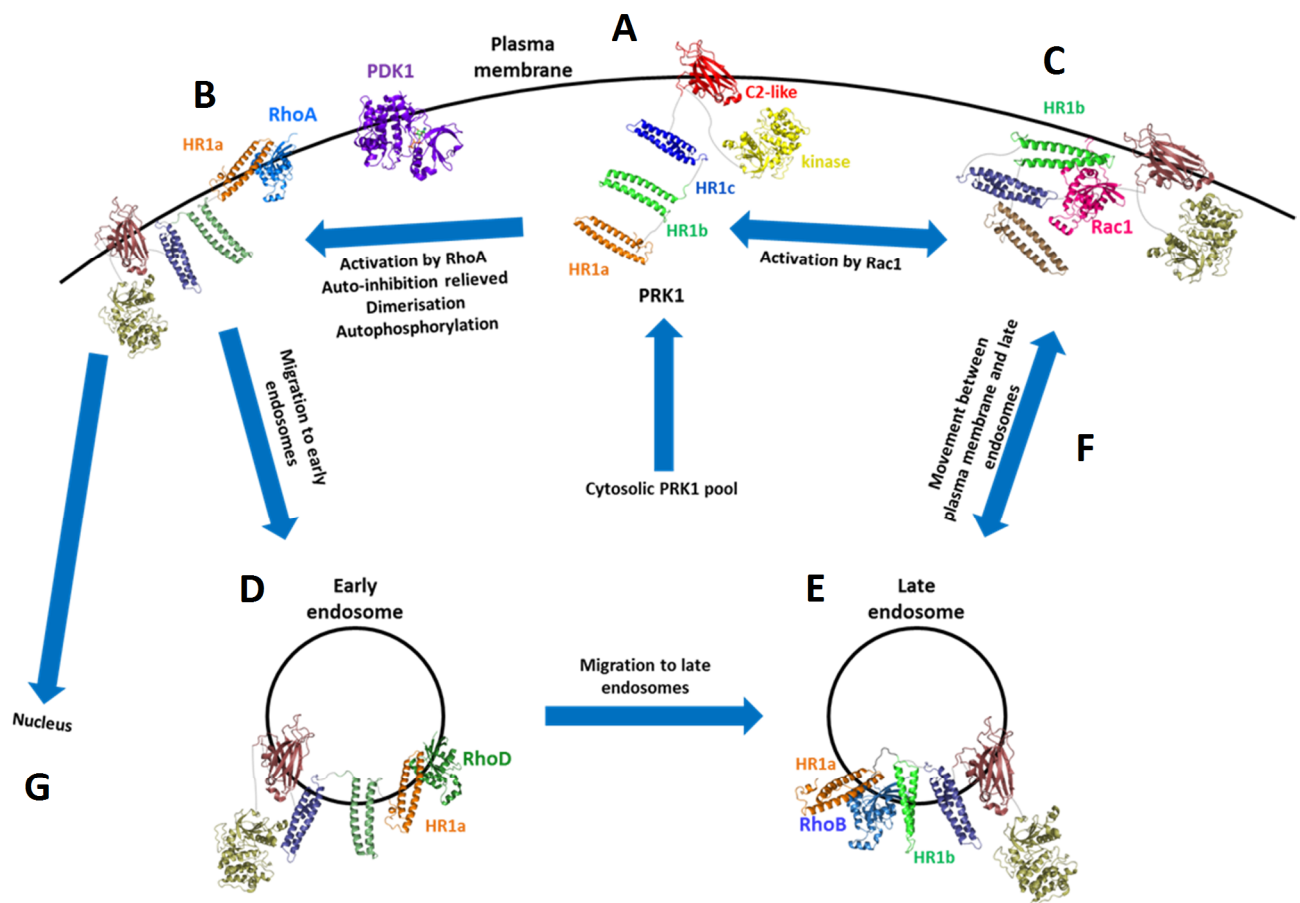 A
Plasma
membrane
C
B
PDK1
C2-like
HR1b
RhoA
HR1a
kinase
HR1c
HR1b
Rac1
HR1a
Activation by RhoA
Auto-inhibition relieved
Dimerisation
Autophosphorylation
Activation by Rac1
PRK1
Migration to early
endosomes
Movement between
plasma membrane and late
endosomes
F
Cytosolic PRK1 pool
D
Early
endosome
E
Late
endosome
Migration to late
endosomes
Nucleus
G
RhoD
HR1a
HR1a
RhoB
HR1b